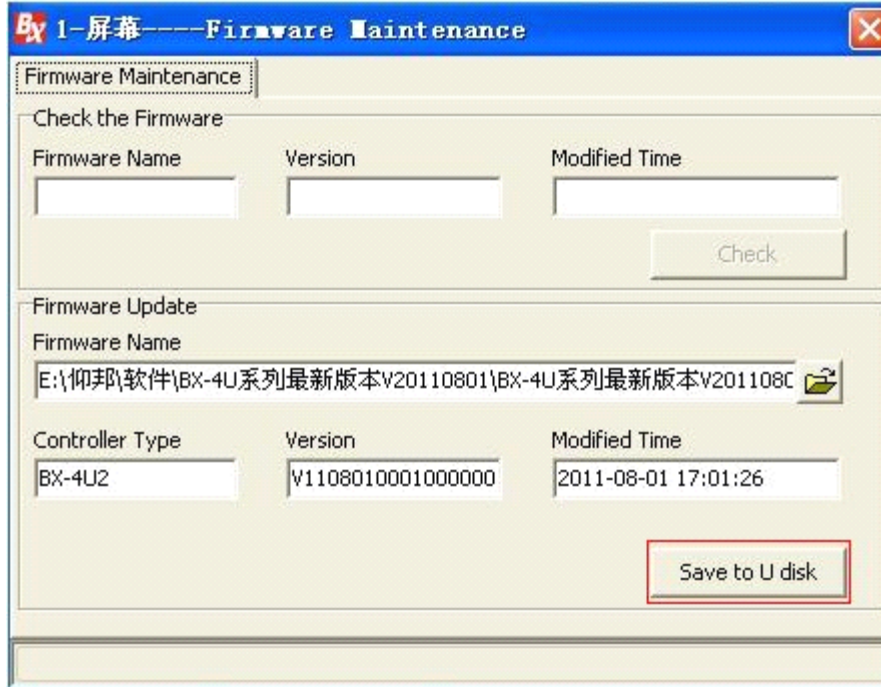 BX 1-屏幕----Firmware Maintenance
Firmware Maintenance
Check the Firmware
Firmware Name Version Modified Time
Check
Firmware Update
Firmware Name
E:\仰邦\软件\BX-4U系列最新版本V20110801\BX-4U系列最新版本V2011080
Controller Type Version Modified Time
BX-4U2 V1108010001000000 2011-08-01 17:01:26
Save to U disk